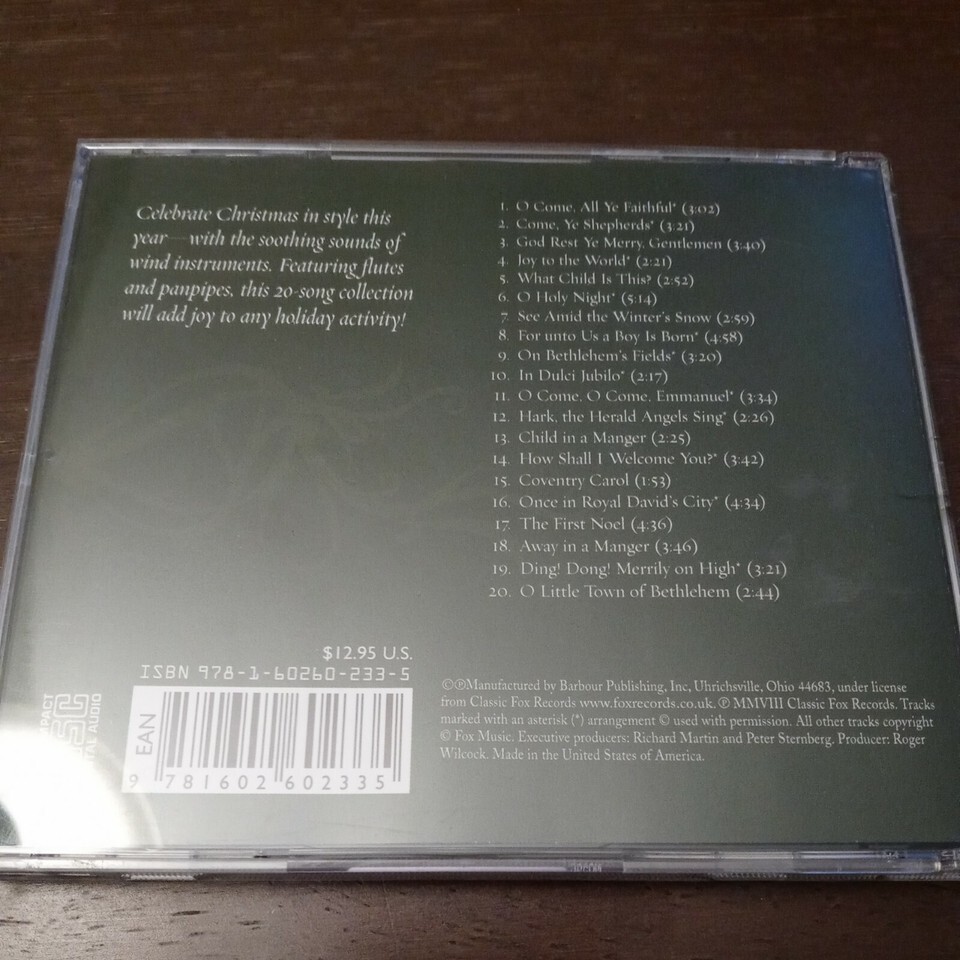 Celebrate Christmas in style this
year—with the soothing sounds of
wind instruments. Featuring flutes
and panpipes, this 20-song collection
will add joy to any holiday activity!
1. O Come, All Ye Faithful* (3:02)
2. Come, Ye Shepherds* (3:21)
3. God Rest Ye Merry, Gentlemen (3:40)
4. Joy to the World* (2:21)
5. What Child Is This? (2:52)
6. O Holy Night* (5:14)
7. See Amid the Winter's Snow (2:59)
8. For unto Us a Boy Is Born* (4:58)
9. On Bethlehem's Fields* (3:20)
10. In Dulci Jubilo* (2:17)
11. O Come, O Come, Emmanuel* (3:34)
12. Hark, the Herald Angels Sing* (2:26)
13. Child in a Manger (2:25)
14. How Shall I Welcome You?* (3:42)
15. Coventry Carol (1:53)
16. Once in Royal David's City* (4:34)
17. The First Noel (4:36)
18. Away in a Manger (3:46)
19. Ding! Dong! Merrily on High* (3:21)
20. O Little Town of Bethlehem (2:44)
$12.95 U.S.
ISBN 978-1-60260-233-5
EAN
9 781602 602335
©℗Manufactured by Barbour Publishing, Inc, Uhrichsville, Ohio 44683, under license
from Classic Fox Records www.foxrecords.co.uk. ℗ MMVIII Classic Fox Records. Tracks
marked with an asterisk (*) arrangement © used with permission. All other tracks copyright
© Fox Music. Executive producers: Richard Martin and Peter Sternberg. Producer: Roger
Wilcock. Made in the United States of America.